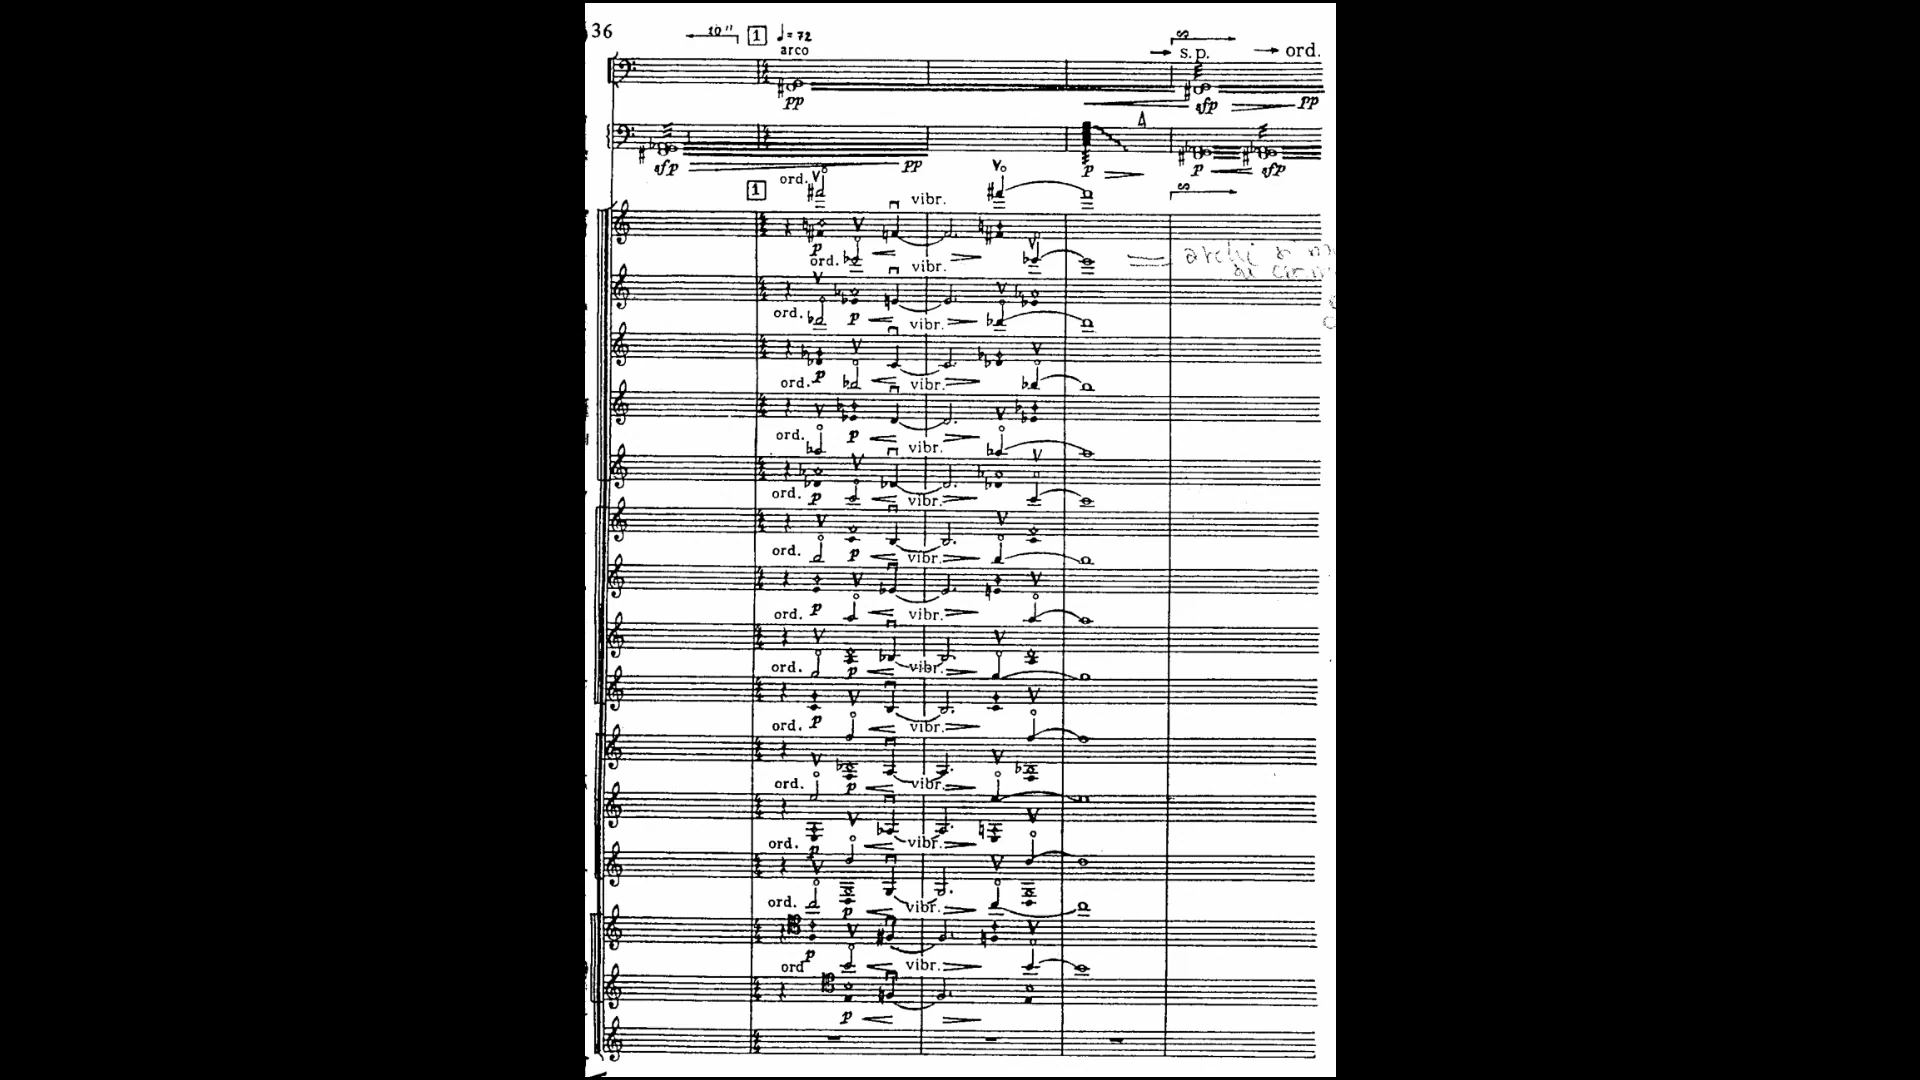 36 10" 1 ♩= 72
arco
s.p. ord.
pp sfp pp
sfp pp p p sfp
1 ord.
vibr.
p
ord. vibr.
archi
ord. p vibr.
p
ord. vibr.
ord. p vibr.
ord. p vibr.
ord. p vibr.
ord. p vibr.
ord. p vibr.
p
ord. vibr.
ord. p vibr.
ord. p vibr.
ord. p vibr.
p
ord vibr.
p